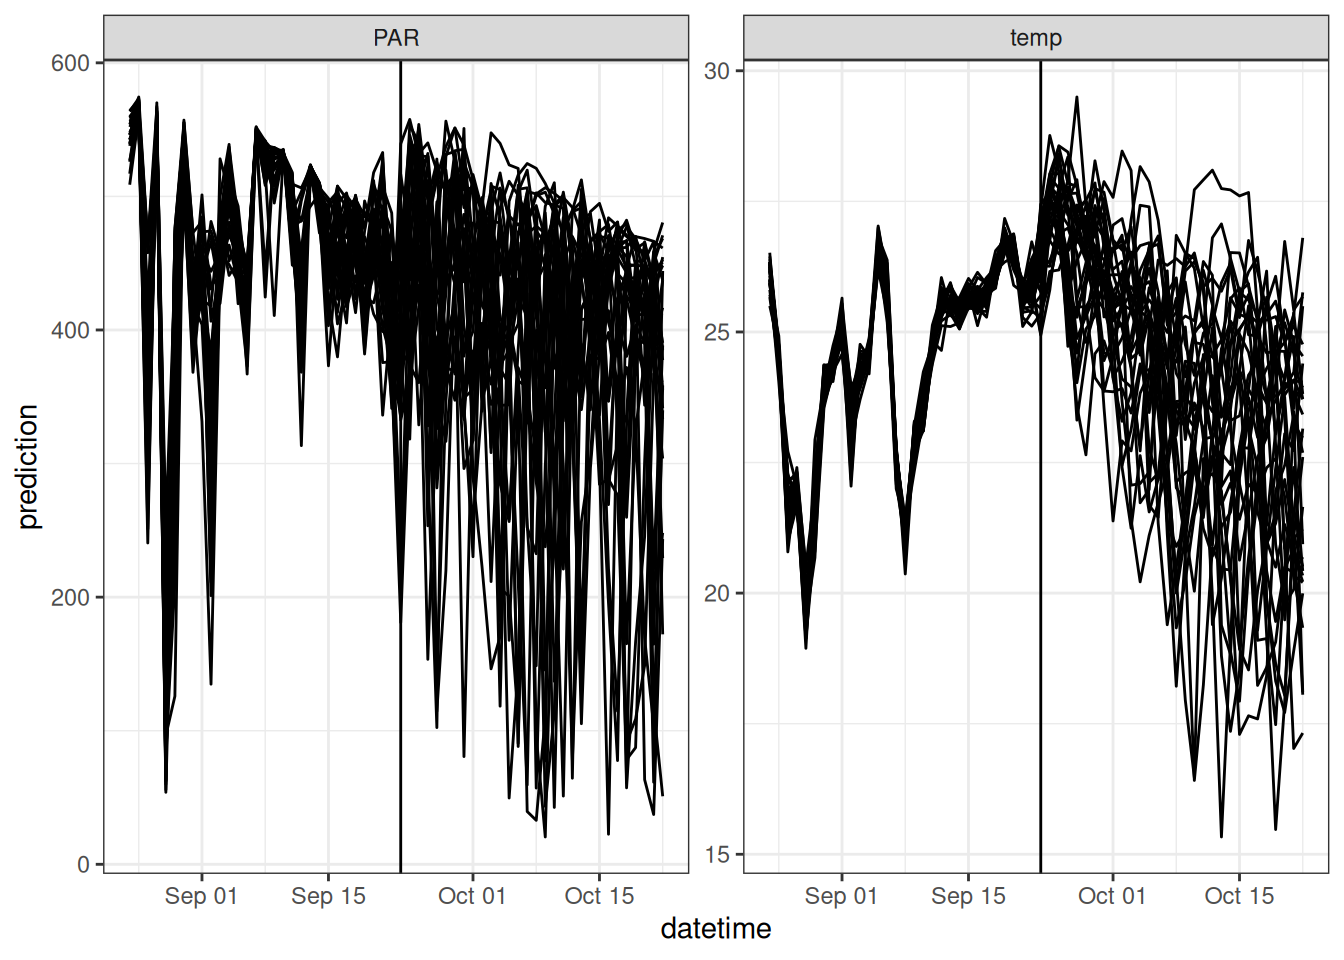 PAR
temp
600
400
200
0
30
25
20
15
prediction
Sep 01
Sep 15
Oct 01
Oct 15
Sep 01
Sep 15
Oct 01
Oct 15
datetime